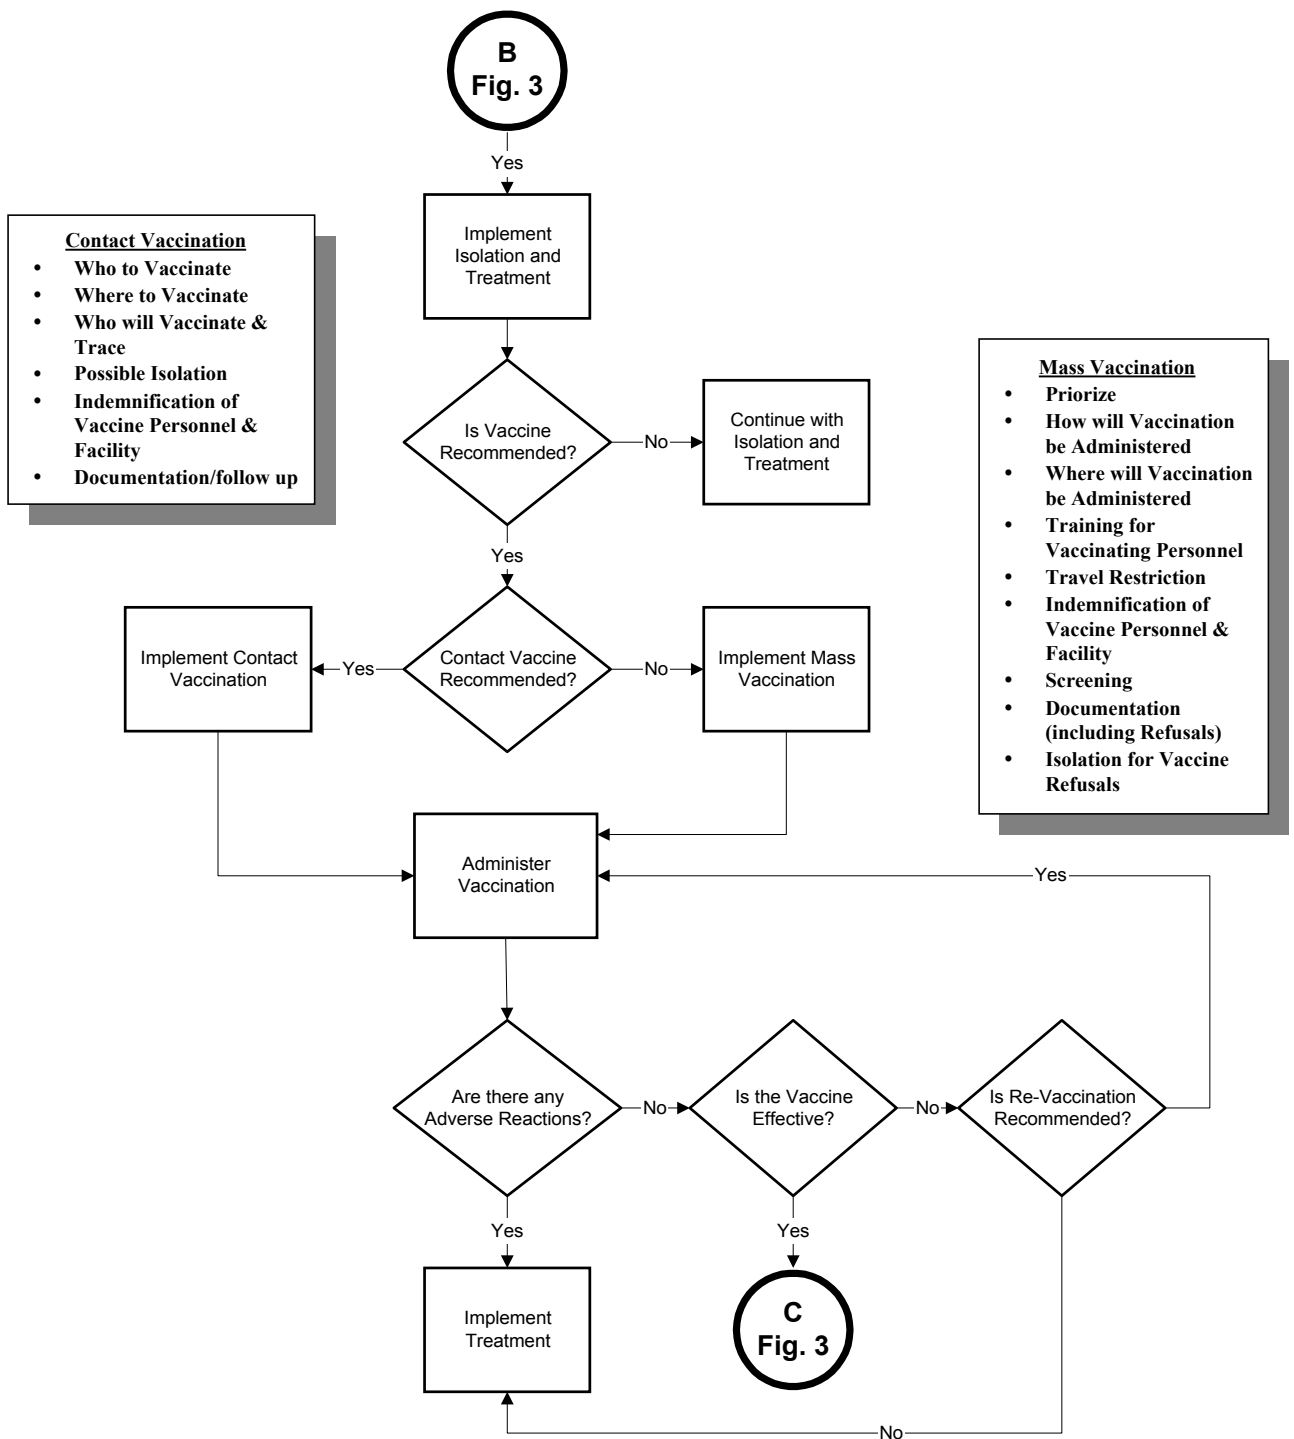 B
Fig. 3
Yes
Implement
Isolation and
Treatment
Contact Vaccination
• Who to Vaccinate
• Where to Vaccinate
• Who will Vaccinate &
Trace
• Possible Isolation
• Indemnification of
Vaccine Personnel &
Facility
• Documentation/follow up
Is Vaccine
Recommended?
No
Continue with
Isolation and
Treatment
Mass Vaccination
• Priorize
• How will Vaccination
be Administered
• Where will Vaccination
be Administered
• Training for
Vaccinating Personnel
• Travel Restriction
• Indemnification of
Vaccine Personnel &
Facility
• Screening
• Documentation
(including Refusals)
• Isolation for Vaccine
Refusals
Yes
Implement Contact
Vaccination
Yes
Contact Vaccine
Recommended?
No
Implement Mass
Vaccination
Administer
Vaccination
Yes
Are there any
Adverse Reactions?
No
Is the Vaccine
Effective?
No
Is Re-Vaccination
Recommended?
Yes
Yes
Implement
Treatment
C
Fig. 3
No